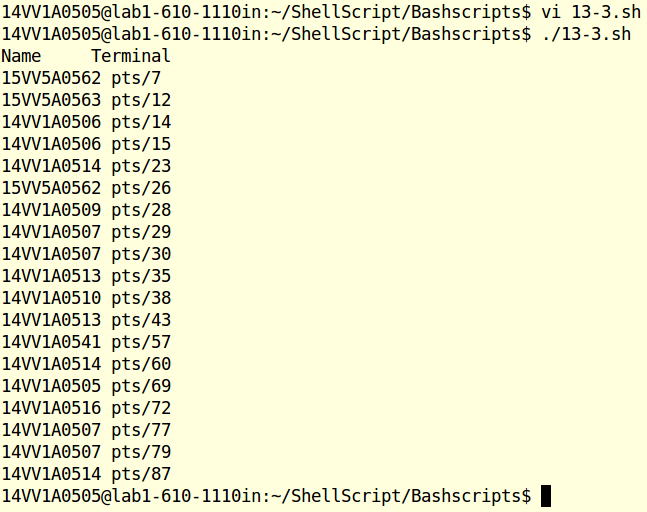 14VV1A0505@lab1-610-1110in:~/ShellScript/Bashscripts$ vi 13-3.sh
14VV1A0505@lab1-610-1110in:~/ShellScript/Bashscripts$ ./13-3.sh
Name     Terminal
15VV5A0562 pts/7
15VV5A0563 pts/12
14VV1A0506 pts/14
14VV1A0506 pts/15
14VV1A0514 pts/23
15VV5A0562 pts/26
14VV1A0509 pts/28
14VV1A0507 pts/29
14VV1A0507 pts/30
14VV1A0513 pts/35
14VV1A0510 pts/38
14VV1A0513 pts/43
14VV1A0541 pts/57
14VV1A0514 pts/60
14VV1A0505 pts/69
14VV1A0516 pts/72
14VV1A0507 pts/77
14VV1A0507 pts/79
14VV1A0514 pts/87
14VV1A0505@lab1-610-1110in:~/ShellScript/Bashscripts$